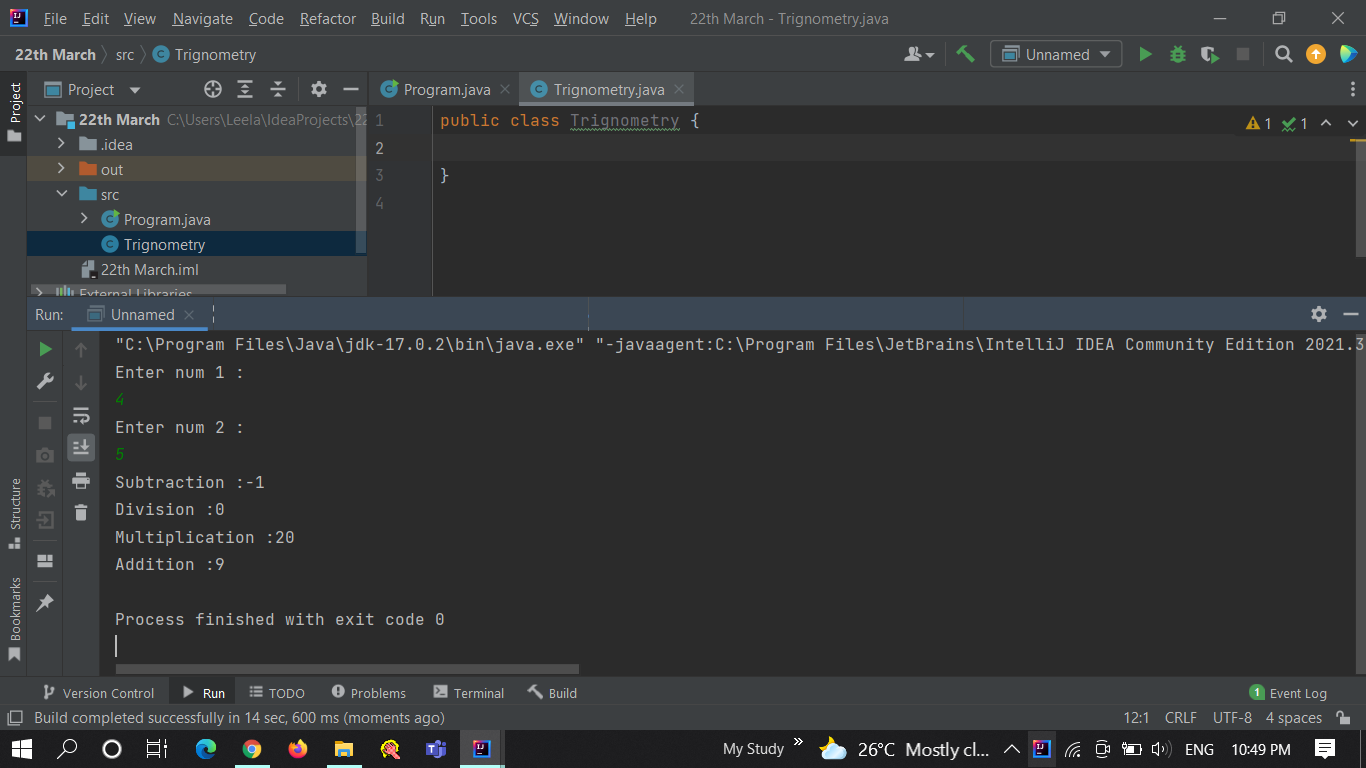 File Edit View Navigate Code Refactor Build Run Tools VCS Window Help 22th March - Trignometry.java
22th March src Trignometry Unnamed
Project Project Program.java Trignometry.java
22th March C:\Users\Leela\IdeaProjects\22
.idea
out
src
Program.java
Trignometry
22th March.iml
External Libraries
1 public class Trignometry { 1 1
2
3 }
4
Run: Unnamed
"C:\Program Files\Java\jdk-17.0.2\bin\java.exe" "-javaagent:C:\Program Files\JetBrains\IntelliJ IDEA Community Edition 2021.3
Enter num 1 :
4
Enter num 2 :
5
Subtraction :-1
Division :0
Multiplication :20
Addition :9
Process finished with exit code 0
Structure
Bookmarks
Version Control Run TODO Problems Terminal Build 1 Event Log
Build completed successfully in 14 sec, 600 ms (moments ago) 12:1 CRLF UTF-8 4 spaces
My Study » 26°C Mostly cl... ENG 10:49 PM